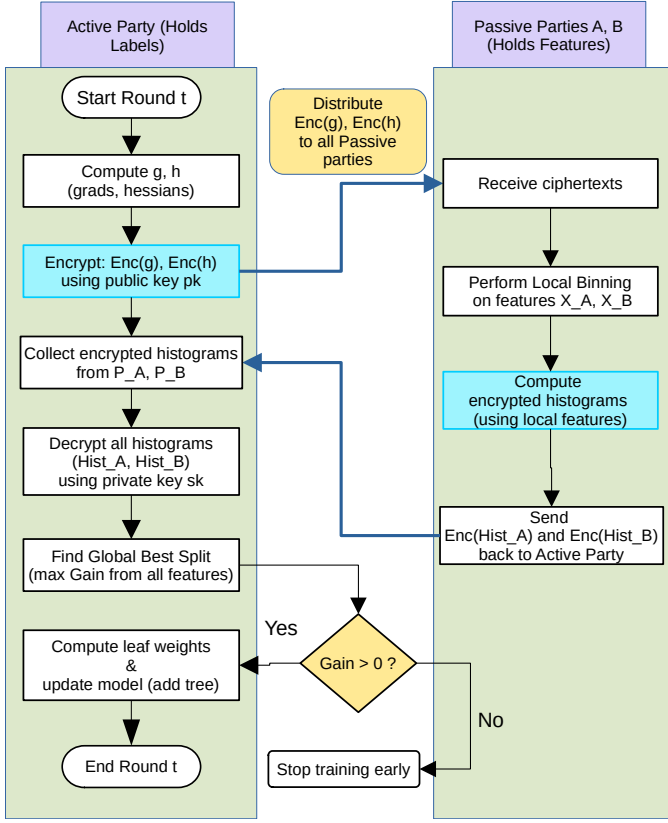 Active Party (Holds
Labels)
Start Round t
Compute g, h
(grads, hessians)
Encrypt: Enc(g), Enc(h)
using public key pk
Collect encrypted histograms
from P_A, P_B
Decrypt all histograms
(Hist_A, Hist_B)
using private key sk
Find Global Best Split
(max Gain from all features)
Compute leaf weights
&
update model (add tree)
End Round t
Distribute
Enc(g), Enc(h)
to all Passive
parties
Yes
Gain > 0 ?
No
Stop training early
Passive Parties A, B
(Holds Features)
Receive ciphertexts
Perform Local Binning
on features X_A, X_B
Compute
encrypted histograms
(using local features)
Send
Enc(Hist_A) and Enc(Hist_B)
back to Active Party